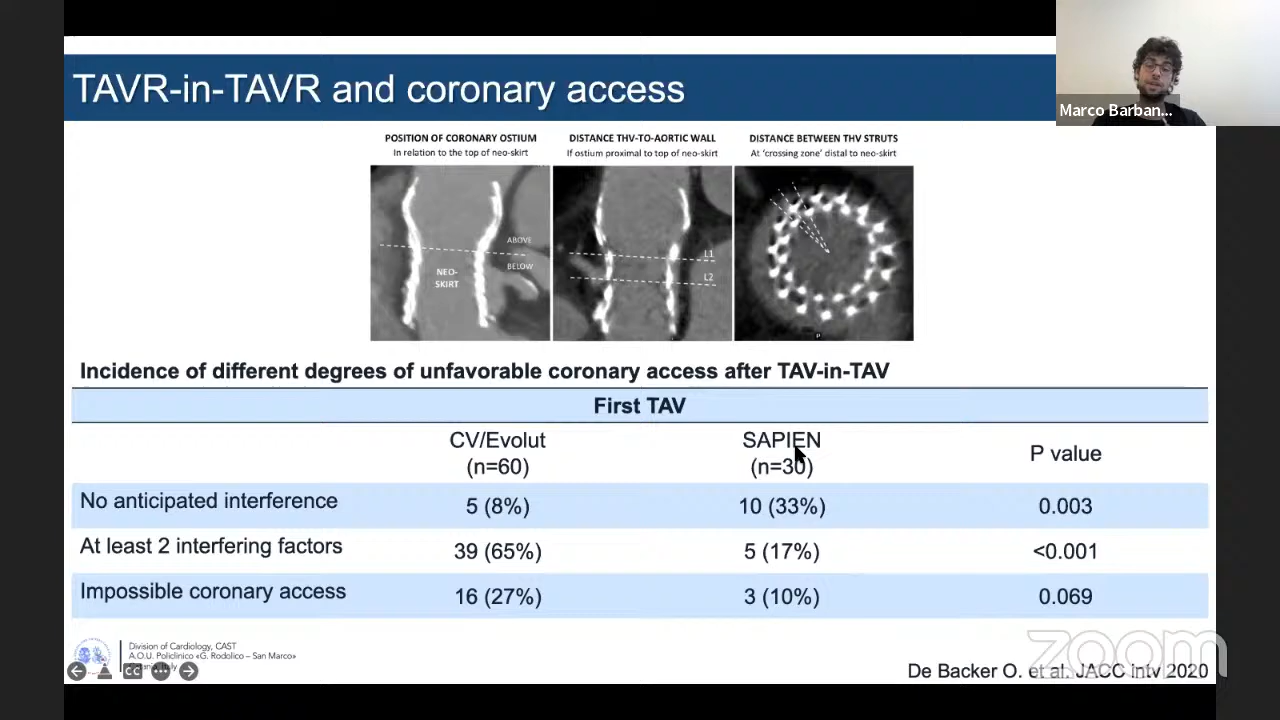 TAVR-in-TAVR and coronary access
Marco Barban...
POSITION OF CORONARY OSTIUM
In relation to the top of neo-skirt
DISTANCE THV-TO-AORTIC WALL
If ostium proximal to top of neo-skirt
DISTANCE BETWEEN THV STRUTS
At 'crossing zone' distal to neo-skirt
ABOVE
BELOW
NEO-
SKIRT
L1
L2
Incidence of different degrees of unfavorable coronary access after TAV-in-TAV
First TAV
CV/Evolut
(n=60)
SAPIEN
(n=30)
P value
No anticipated interference 5 (8%) 10 (33%) 0.003
At least 2 interfering factors 39 (65%) 5 (17%) <0.001
Impossible coronary access 16 (27%) 3 (10%) 0.069
Division of Cardiology, CAST
A.O.U. Policlinico «G. Rodolico – San Marco»
CC
De Backer O. et al. JACC intv 2020
zoom